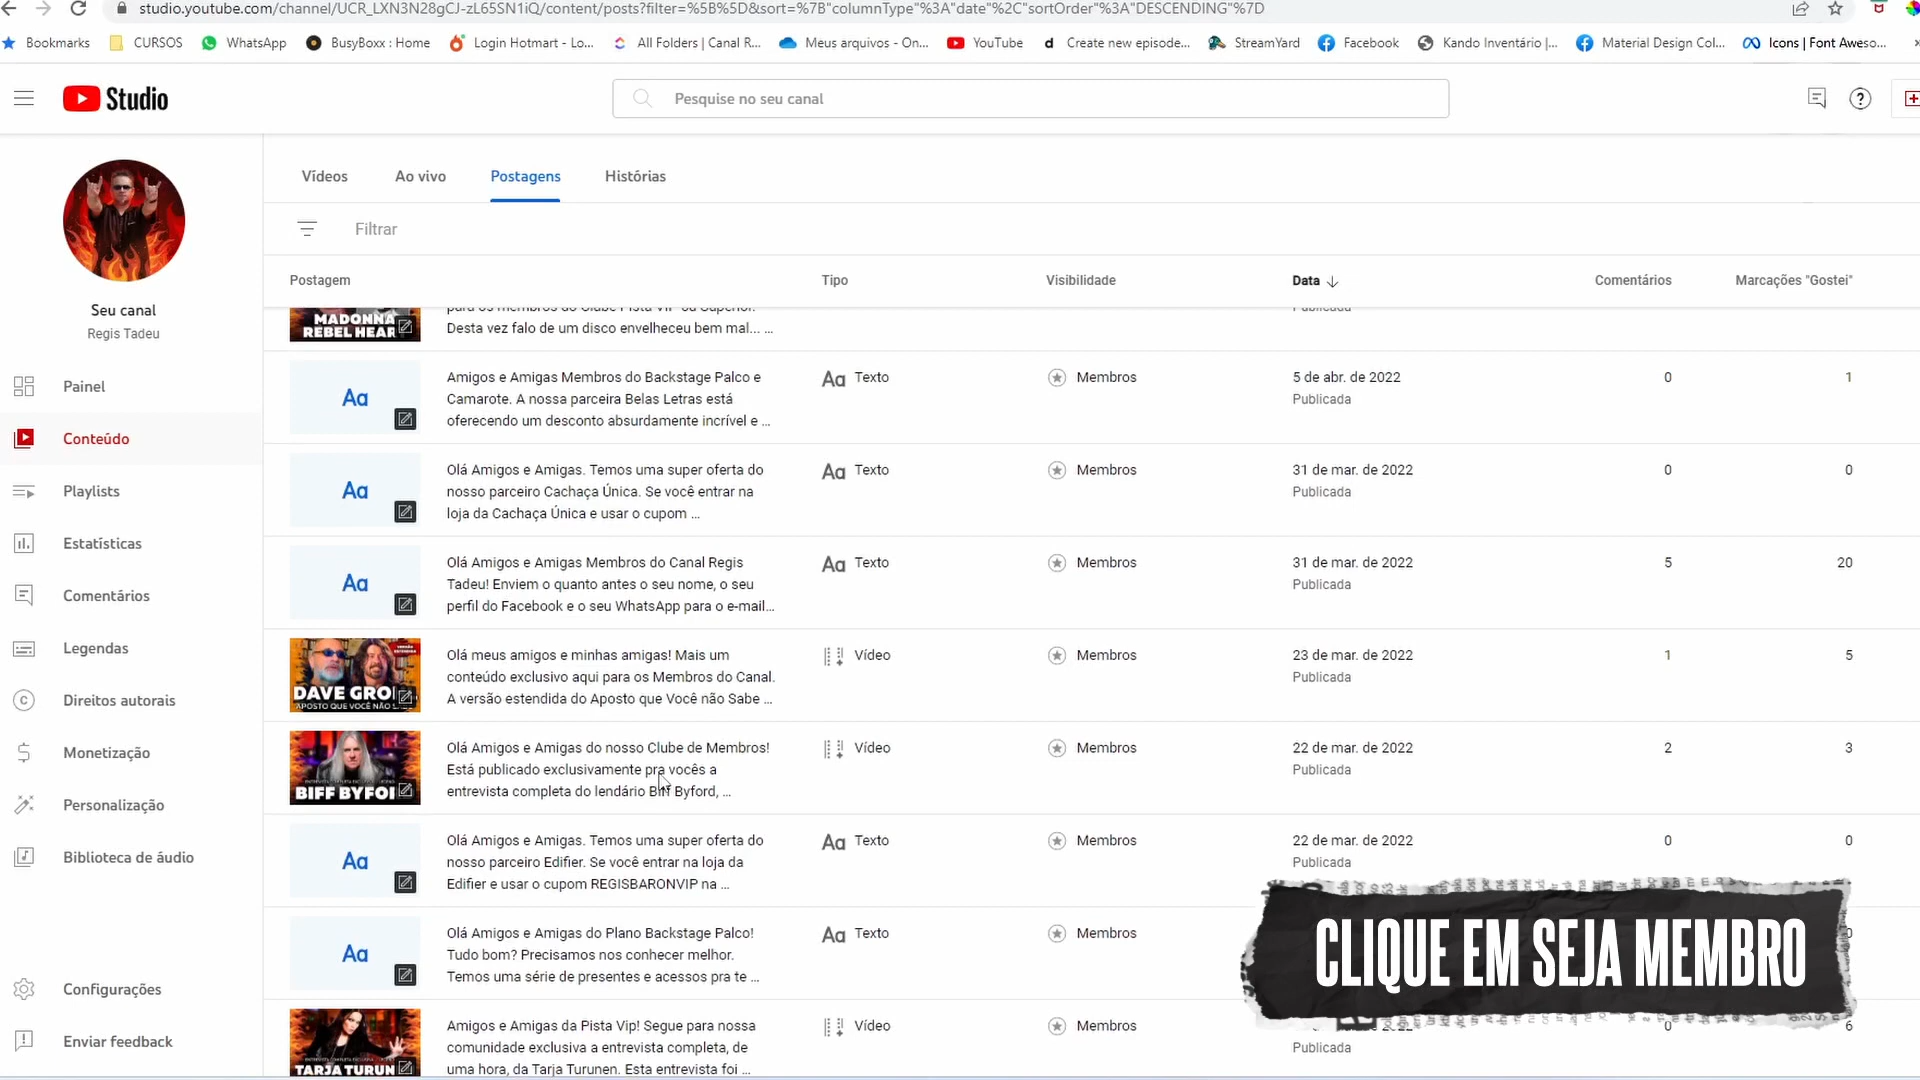 studio.youtube.com/channel/UCR_LXN3N28gCJ-zL65SN1iQ/content/posts?filter=%5B%5D&sort=%7B"columnType"%3A"date"%2C"sortOrder"%3A"DESCENDING"%7D
Bookmarks CURSOS WhatsApp BusyBoxx : Home Login Hotmart - Lo... All Folders | Canal R... Meus arquivos - On... YouTube Create new episode... StreamYard Facebook Kando Inventário |... Material Design Col... Icons | Font Aweso...
Studio
Pesquise no seu canal
Vídeos Ao vivo Postagens Histórias
Filtrar
Postagem Tipo Visibilidade Data Comentários Marcações "Gostei"
Seu canal
Regis Tadeu
Painel
Conteúdo
Playlists
Estatísticas
Comentários
Legendas
Direitos autorais
Monetização
Personalização
Biblioteca de áudio
Configurações
Enviar feedback
MADONNA
REBEL HEAR
para os membros do Clube Pista VIP ou Superior!
Desta vez falo de um disco envelheceu bem mal... ...
Publicada
Aa
Amigos e Amigas Membros do Backstage Palco e
Camarote. A nossa parceira Belas Letras está
oferecendo um desconto absurdamente incrível e ...
Aa Texto Membros 5 de abr. de 2022 0 1
Publicada
Aa
Olá Amigos e Amigas. Temos uma super oferta do
nosso parceiro Cachaça Única. Se você entrar na
loja da Cachaça Única e usar o cupom ...
Aa Texto Membros 31 de mar. de 2022 0 0
Publicada
Aa
Olá Amigos e Amigas Membros do Canal Regis
Tadeu! Enviem o quanto antes o seu nome, o seu
perfil do Facebook e o seu WhatsApp para o e-mail...
Aa Texto Membros 31 de mar. de 2022 5 20
Publicada
DAVE GRO
APOSTO QUE VOCÊ NÃO
Olá meus amigos e minhas amigas! Mais um
conteúdo exclusivo aqui para os Membros do Canal.
A versão estendida do Aposto que Você não Sabe ...
Vídeo Membros 23 de mar. de 2022 1 5
Publicada
BIFF BYFO
Olá Amigos e Amigas do nosso Clube de Membros!
Está publicado exclusivamente pra vocês a
entrevista completa do lendário Biff Byford, ...
Vídeo Membros 22 de mar. de 2022 2 3
Publicada
Aa
Olá Amigos e Amigas. Temos uma super oferta do
nosso parceiro Edifier. Se você entrar na loja da
Edifier e usar o cupom REGISBARONVIP na ...
Aa Texto Membros 22 de mar. de 2022 0 0
Publicada
Aa
Olá Amigos e Amigas do Plano Backstage Palco!
Tudo bom? Precisamos nos conhecer melhor.
Temos uma série de presentes e acessos pra te ...
Aa Texto Membros 0
CLIQUE EM SEJA MEMBRO
TARJA TURUN
Amigos e Amigas da Pista Vip! Segue para nossa
comunidade exclusiva a entrevista completa, de
uma hora, da Tarja Turunen. Esta entrevista foi ...
Vídeo Membros 0 6
Publicada